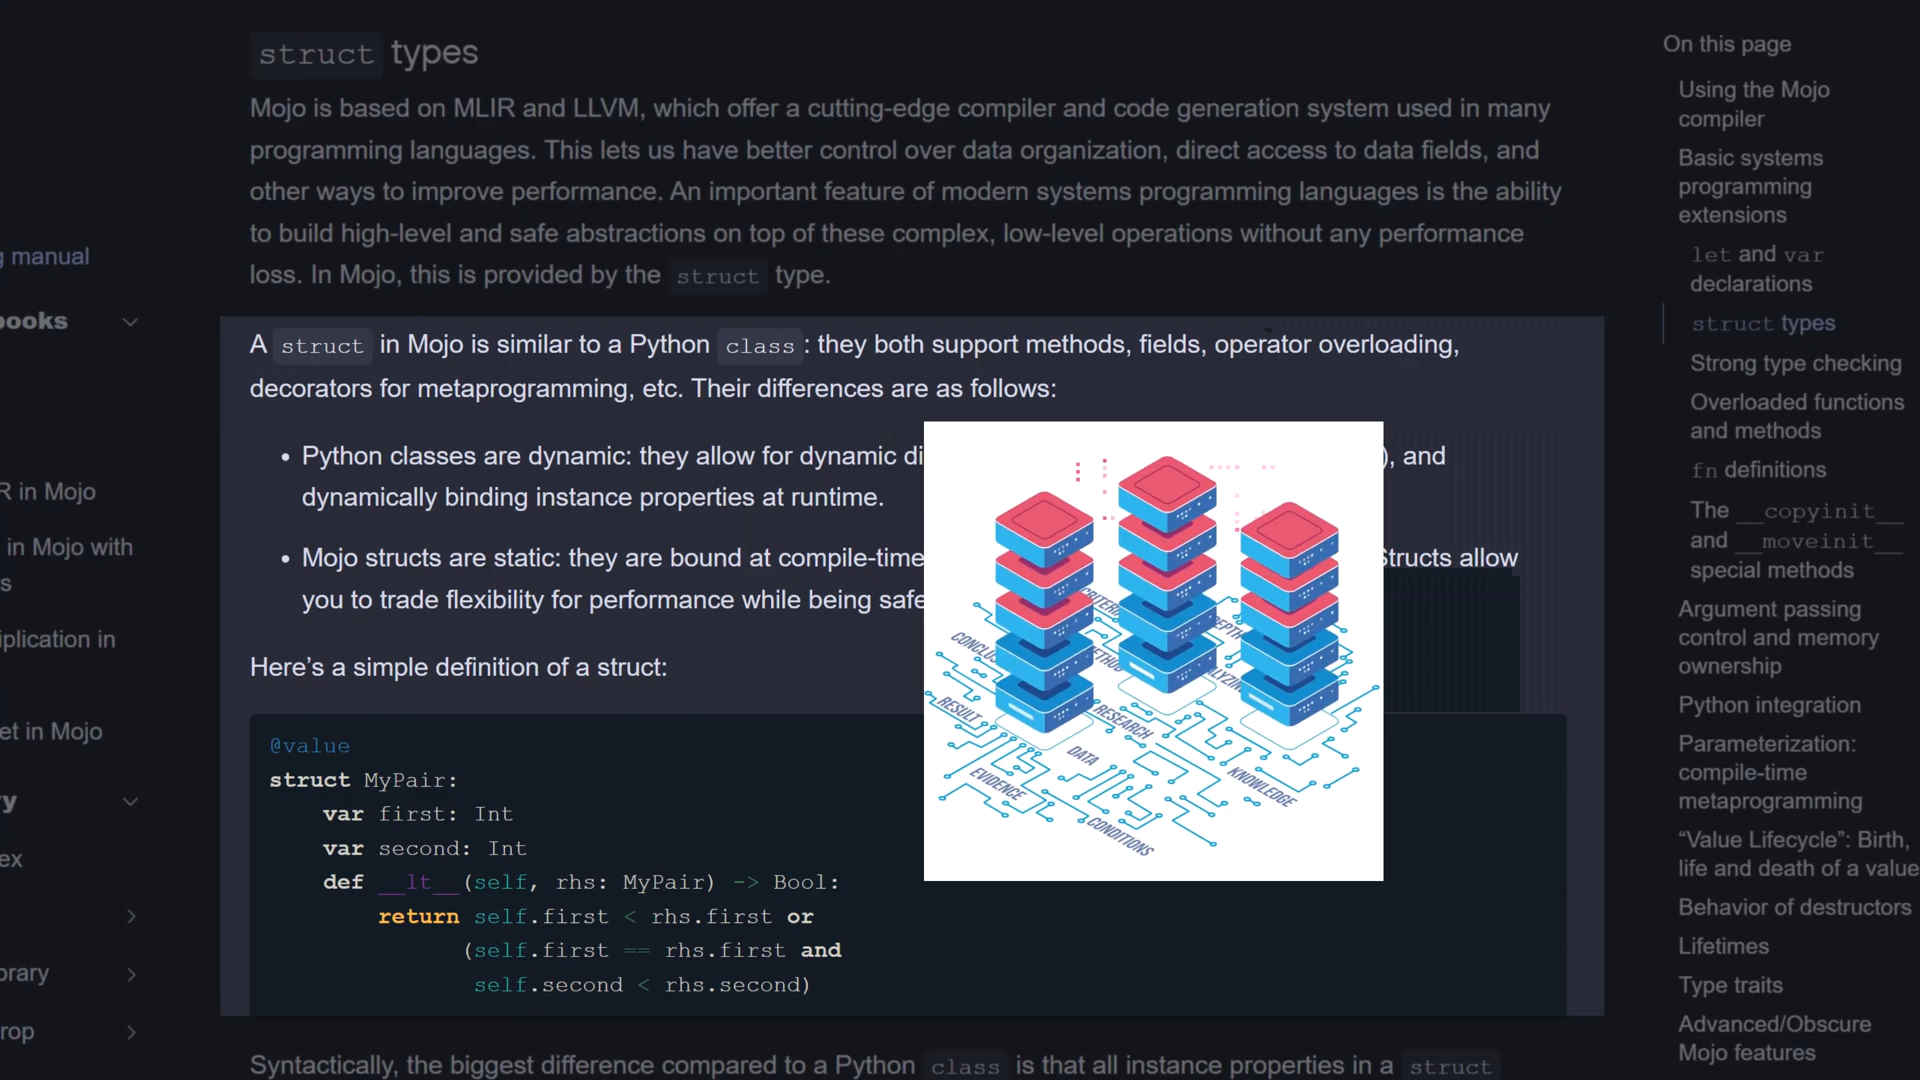 struct types
Mojo is based on MLIR and LLVM, which offer a cutting-edge compiler and code generation system used in many
programming languages. This lets us have better control over data organization, direct access to data fields, and
other ways to improve performance. An important feature of modern systems programming languages is the ability
to build high-level and safe abstractions on top of these complex, low-level operations without any performance
loss. In Mojo, this is provided by the struct type.
A struct in Mojo is similar to a Python class: they both support methods, fields, operator overloading,
decorators for metaprogramming, etc. Their differences are as follows:
• Python classes are dynamic: they allow for dynamic di ), and
dynamically binding instance properties at runtime.
• Mojo structs are static: they are bound at compile-time Structs allow
you to trade flexibility for performance while being safe
Here's a simple definition of a struct:
@value
struct MyPair:
var first: Int
var second: Int
def __lt__(self, rhs: MyPair) -> Bool:
return self.first < rhs.first or
(self.first == rhs.first and
self.second < rhs.second)
Syntactically, the biggest difference compared to a Python class is that all instance properties in a struct
RESULT
RESEARCH
DATA
EVIDENCE
KNOWLEDGE
CONDITIONS
g manual
books
R in Mojo
in Mojo with
s
iplication in
et in Mojo
ry
ex
brary
rop
On this page
Using the Mojo
compiler
Basic systems
programming
extensions
let and var
declarations
struct types
Strong type checking
Overloaded functions
and methods
fn definitions
The __copyinit__
and __moveinit__
special methods
Argument passing
control and memory
ownership
Python integration
Parameterization:
compile-time
metaprogramming
“Value Lifecycle”: Birth,
life and death of a value
Behavior of destructors
Lifetimes
Type traits
Advanced/Obscure
Mojo features